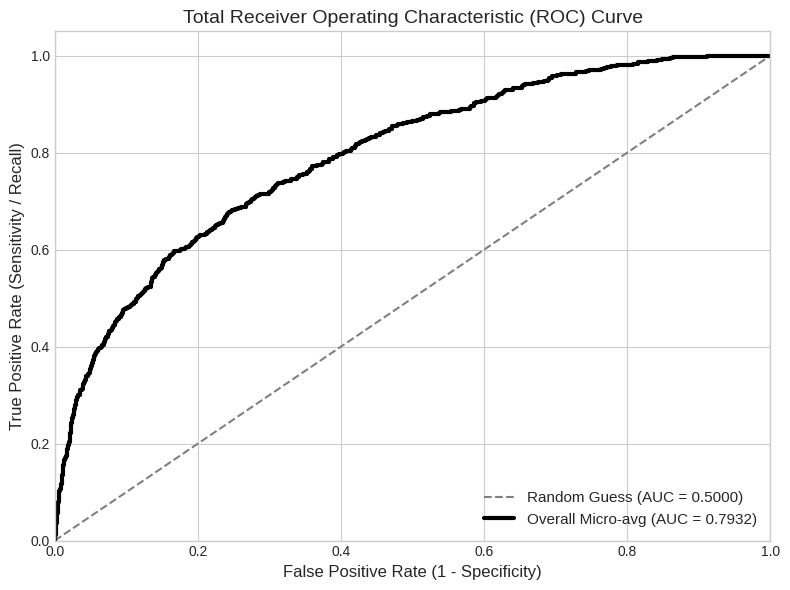 Total Receiver Operating Characteristic (ROC) Curve
True Positive Rate (Sensitivity / Recall)
1.0
0.8
0.6
0.4
0.2
0.0
0.0 0.2 0.4 0.6 0.8 1.0
False Positive Rate (1 - Specificity)
Random Guess (AUC = 0.5000)
Overall Micro-avg (AUC = 0.7932)